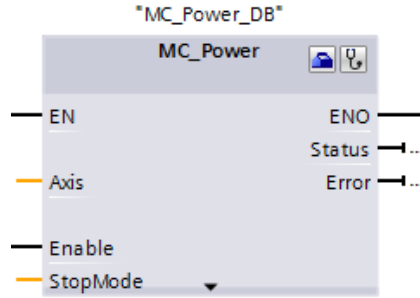 "MC_Power_DB"
MC_Power
EN ENO
Status ...
Axis Error ...
Enable
StopMode